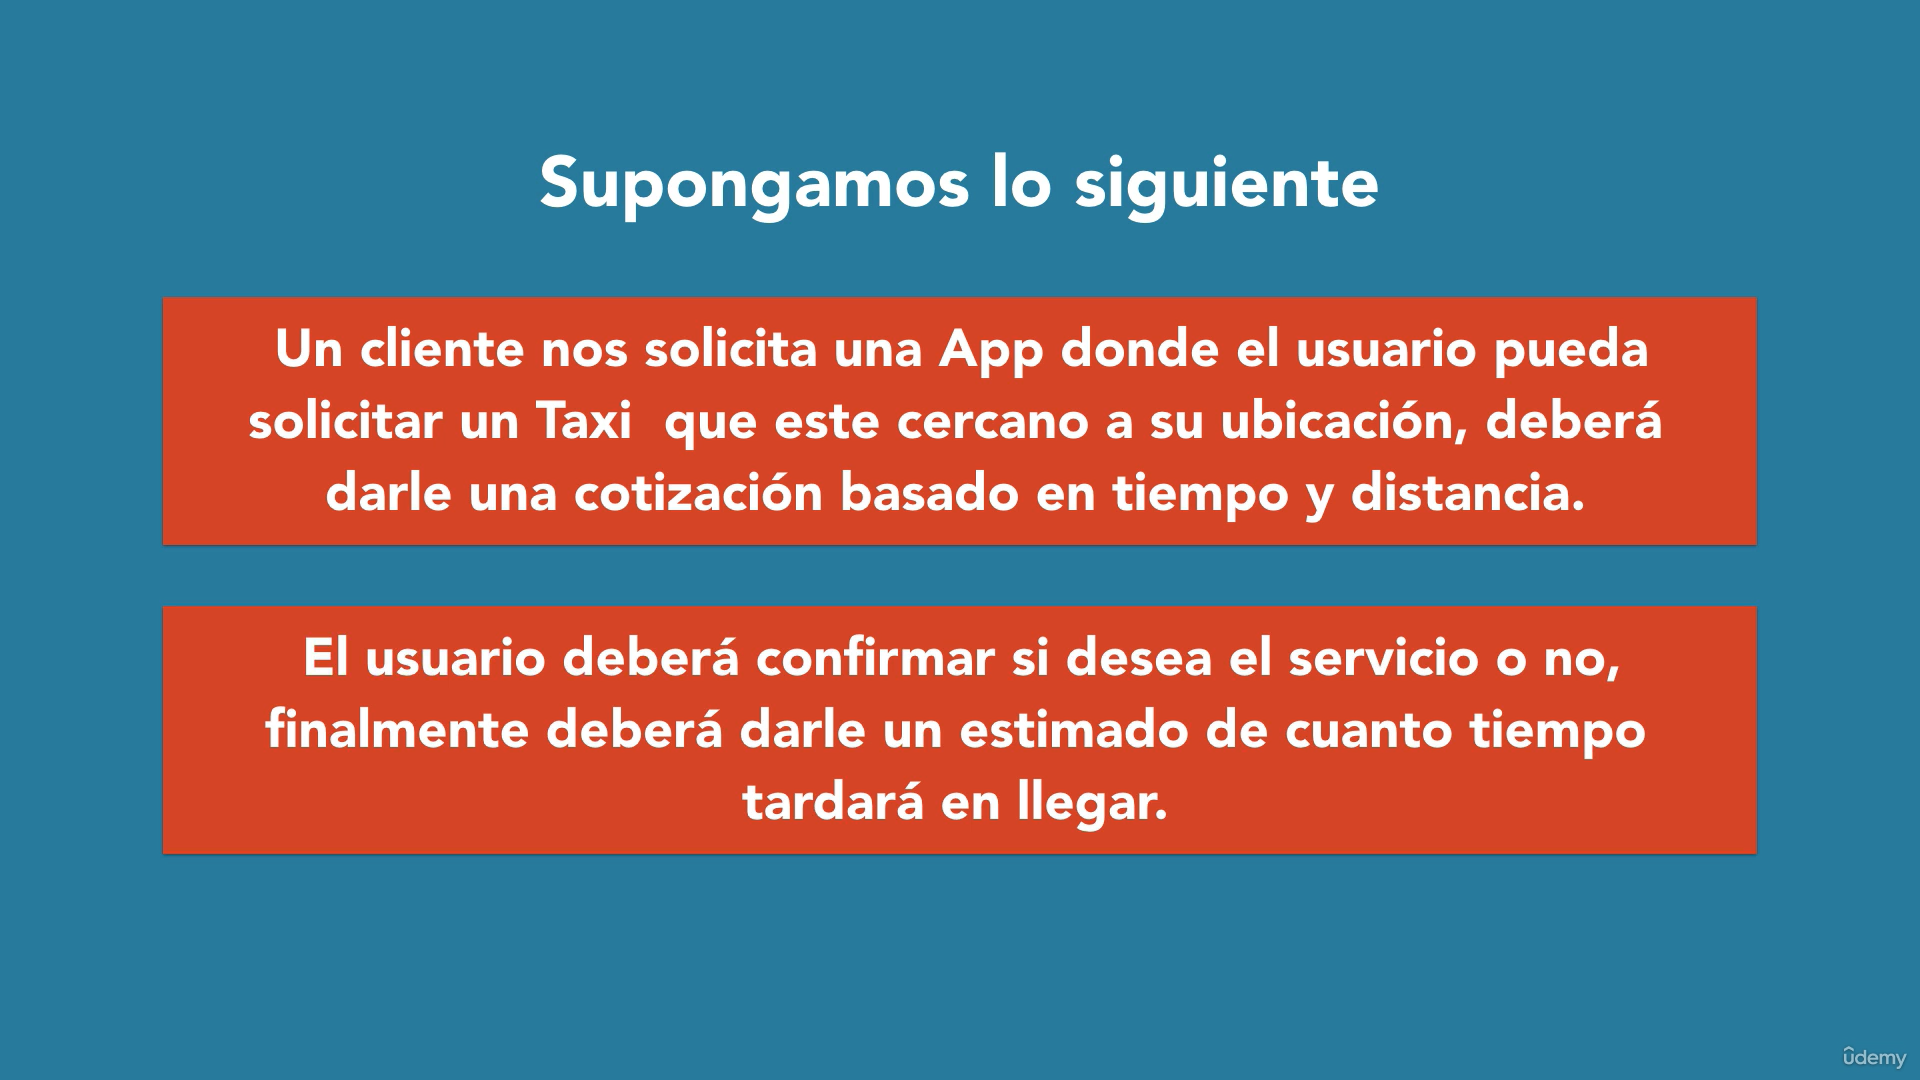 Supongamos lo siguiente
Un cliente nos solicita una App donde el usuario pueda
solicitar un Taxi  que este cercano a su ubicación, deberá
darle una cotización basado en tiempo y distancia.
El usuario deberá confirmar si desea el servicio o no,
finalmente deberá darle un estimado de cuanto tiempo
tardará en llegar.
ûdemy